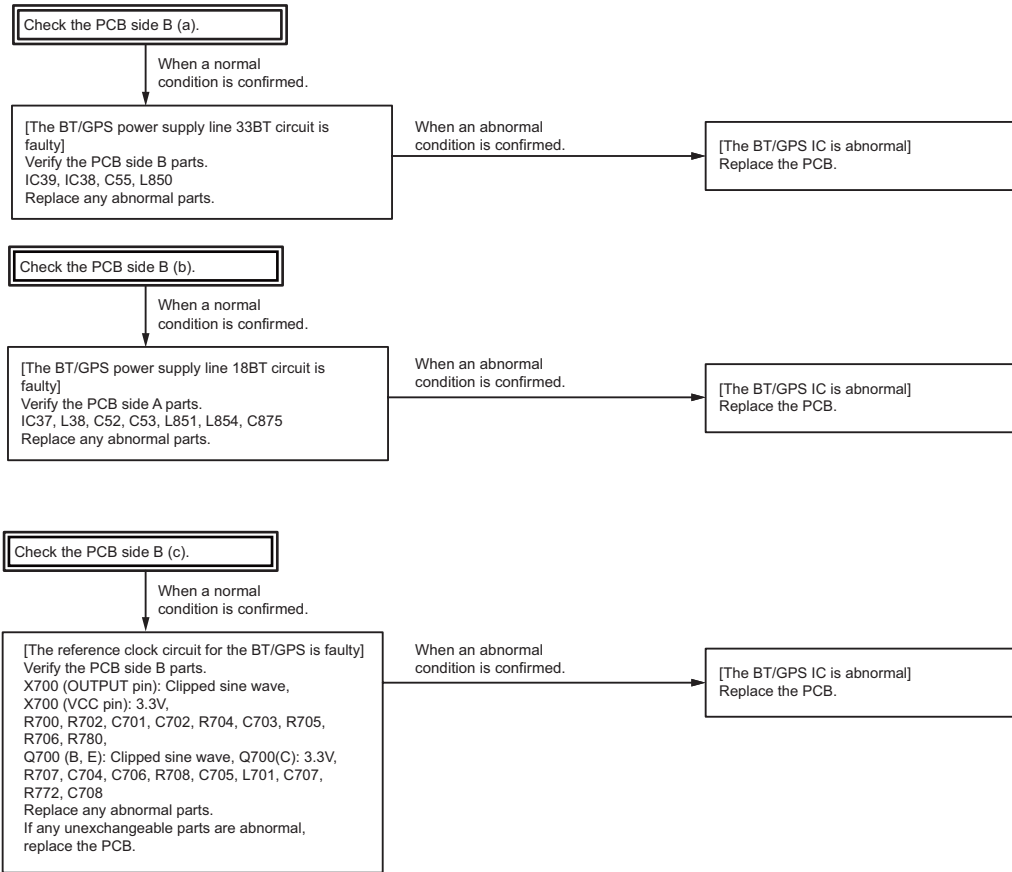 Check the PCB side B (a).
When a normal
condition is confirmed.
[The BT/GPS power supply line 33BT circuit is
faulty]
Verify the PCB side B parts.
IC39, IC38, C55, L850
Replace any abnormal parts.
When an abnormal
condition is confirmed.
[The BT/GPS IC is abnormal]
Replace the PCB.
Check the PCB side B (b).
When a normal
condition is confirmed.
[The BT/GPS power supply line 18BT circuit is
faulty]
Verify the PCB side A parts.
IC37, L38, C52, C53, L851, L854, C875
Replace any abnormal parts.
When an abnormal
condition is confirmed.
[The BT/GPS IC is abnormal]
Replace the PCB.
Check the PCB side B (c).
When a normal
condition is confirmed.
[The reference clock circuit for the BT/GPS is faulty]
Verify the PCB side B parts.
X700 (OUTPUT pin): Clipped sine wave,
X700 (VCC pin): 3.3V,
R700, R702, C701, C702, R704, C703, R705,
R706, R780,
Q700 (B, E): Clipped sine wave, Q700(C): 3.3V,
R707, C704, C706, R708, C705, L701, C707,
R772, C708
Replace any abnormal parts.
If any unexchangeable parts are abnormal,
replace the PCB.
When an abnormal
condition is confirmed.
[The BT/GPS IC is abnormal]
Replace the PCB.